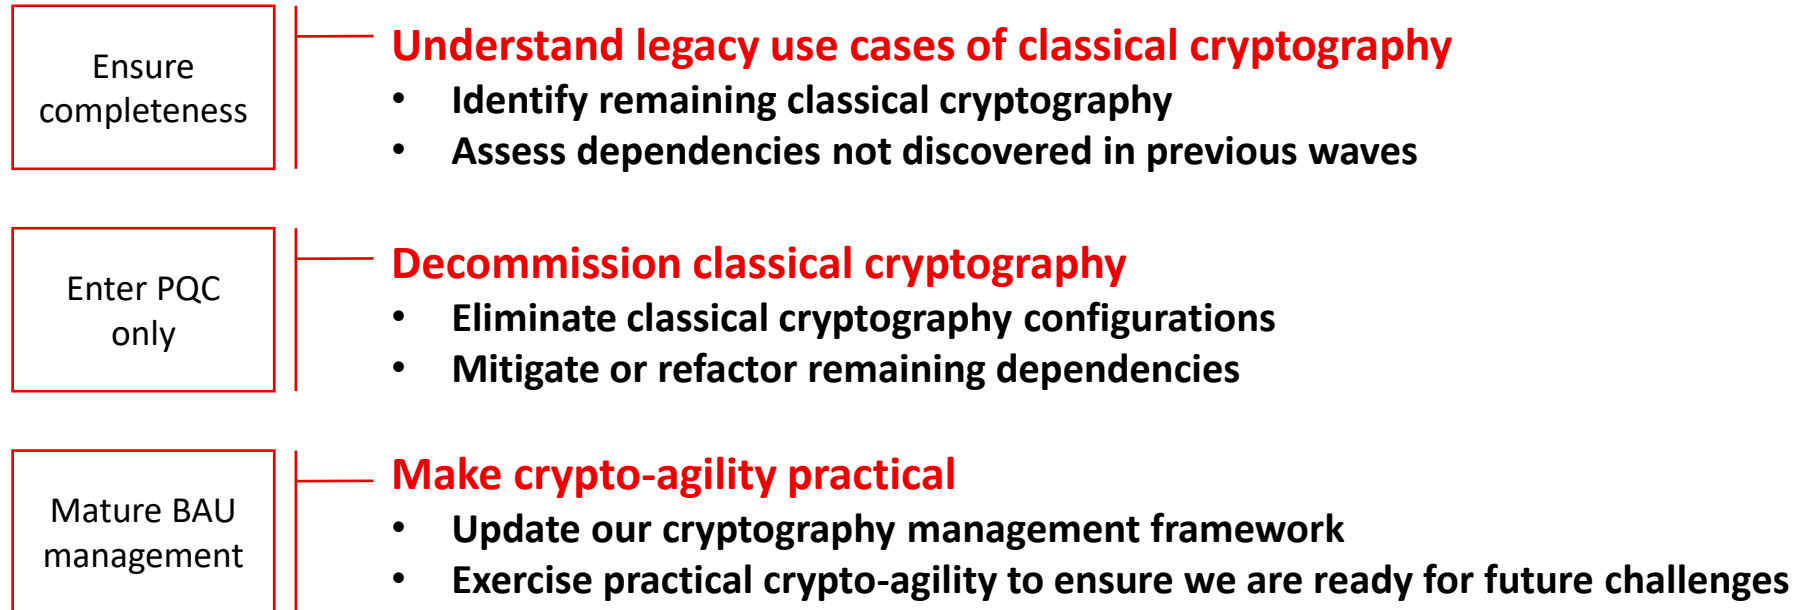 Ensure
completeness
Understand legacy use cases of classical cryptography
• Identify remaining classical cryptography
• Assess dependencies not discovered in previous waves
Enter PQC
only
Decommission classical cryptography
• Eliminate classical cryptography configurations
• Mitigate or refactor remaining dependencies
Mature BAU
management
Make crypto-agility practical
• Update our cryptography management framework
• Exercise practical crypto-agility to ensure we are ready for future challenges